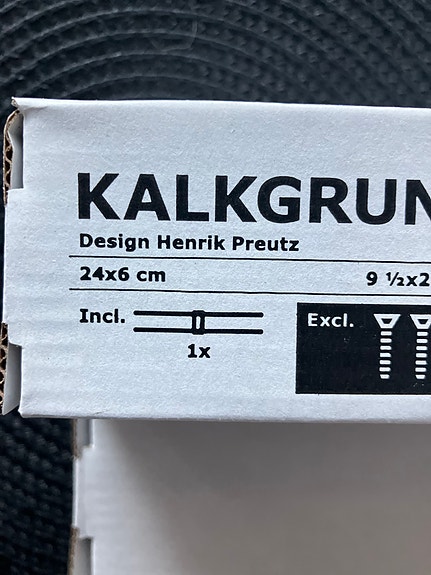 KALKGRUN
Design Henrik Preutz
24x6 cm 9 ½x2
Incl. Excl.
1x